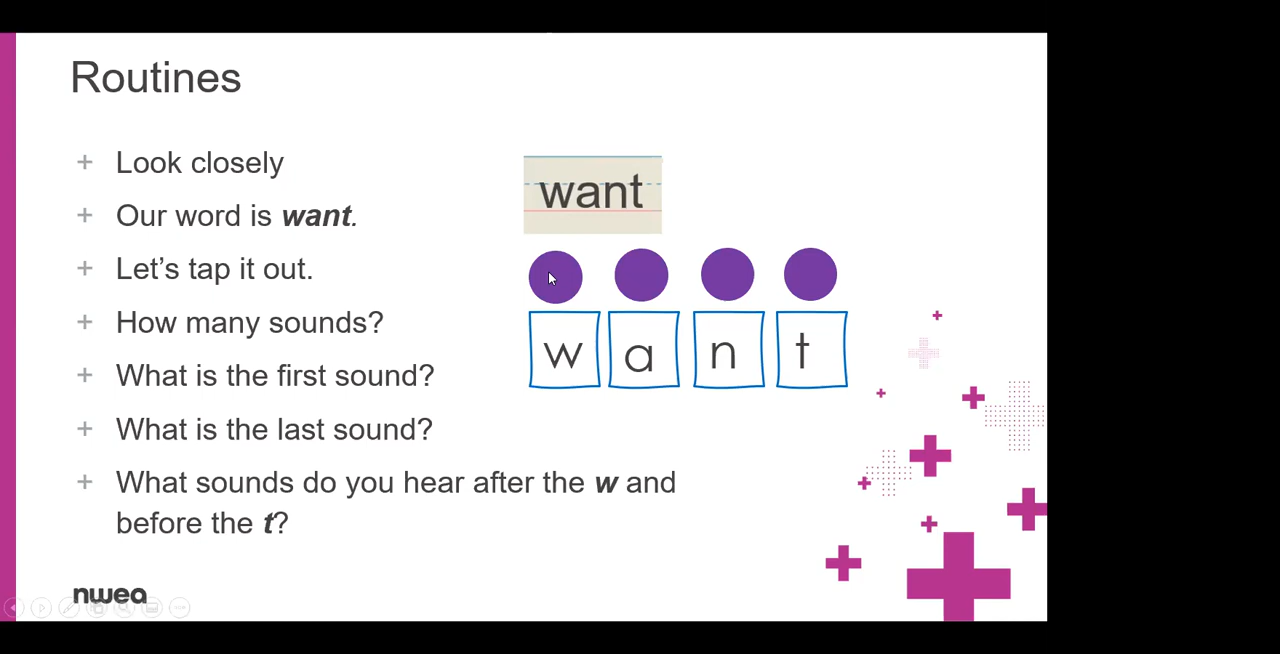 Routines
+ Look closely
+ Our word is want.
+ Let's tap it out.
+ How many sounds?
+ What is the first sound?
+ What is the last sound?
+ What sounds do you hear after the w and
before the t?
want
w a n t
nwea